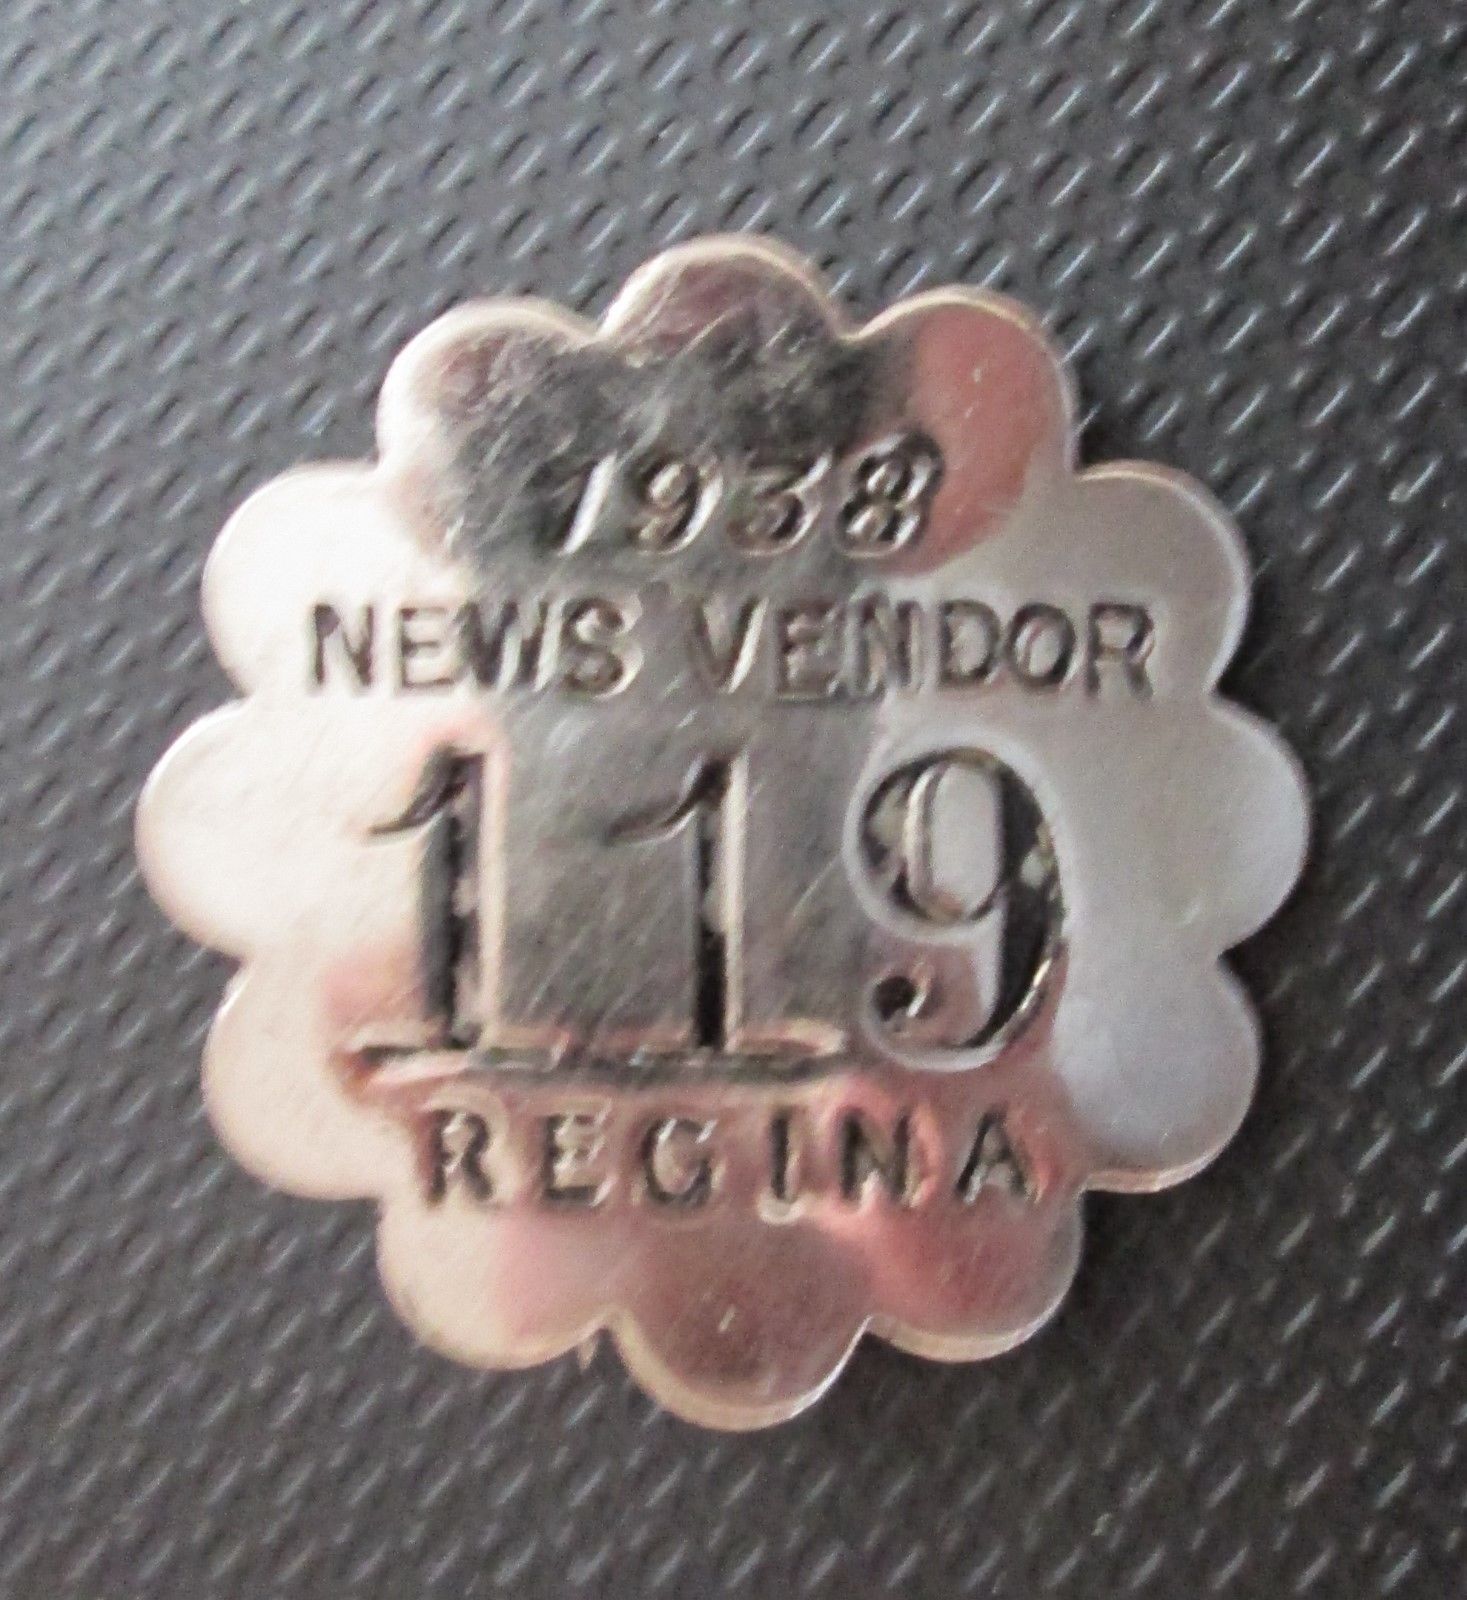 1938
NEWS VENDOR
119
REGINA